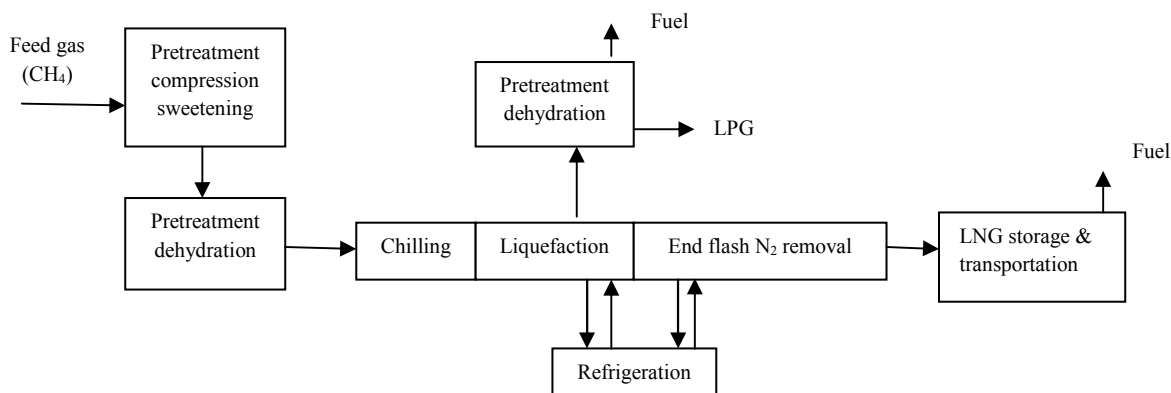 Feed gas
(CH₄)
Pretreatment
compression
sweetening
Fuel
Pretreatment
dehydration
LPG
Fuel
Pretreatment
dehydration
Chilling
Liquefaction
End flash N₂ removal
LNG storage &
transportation
Refrigeration